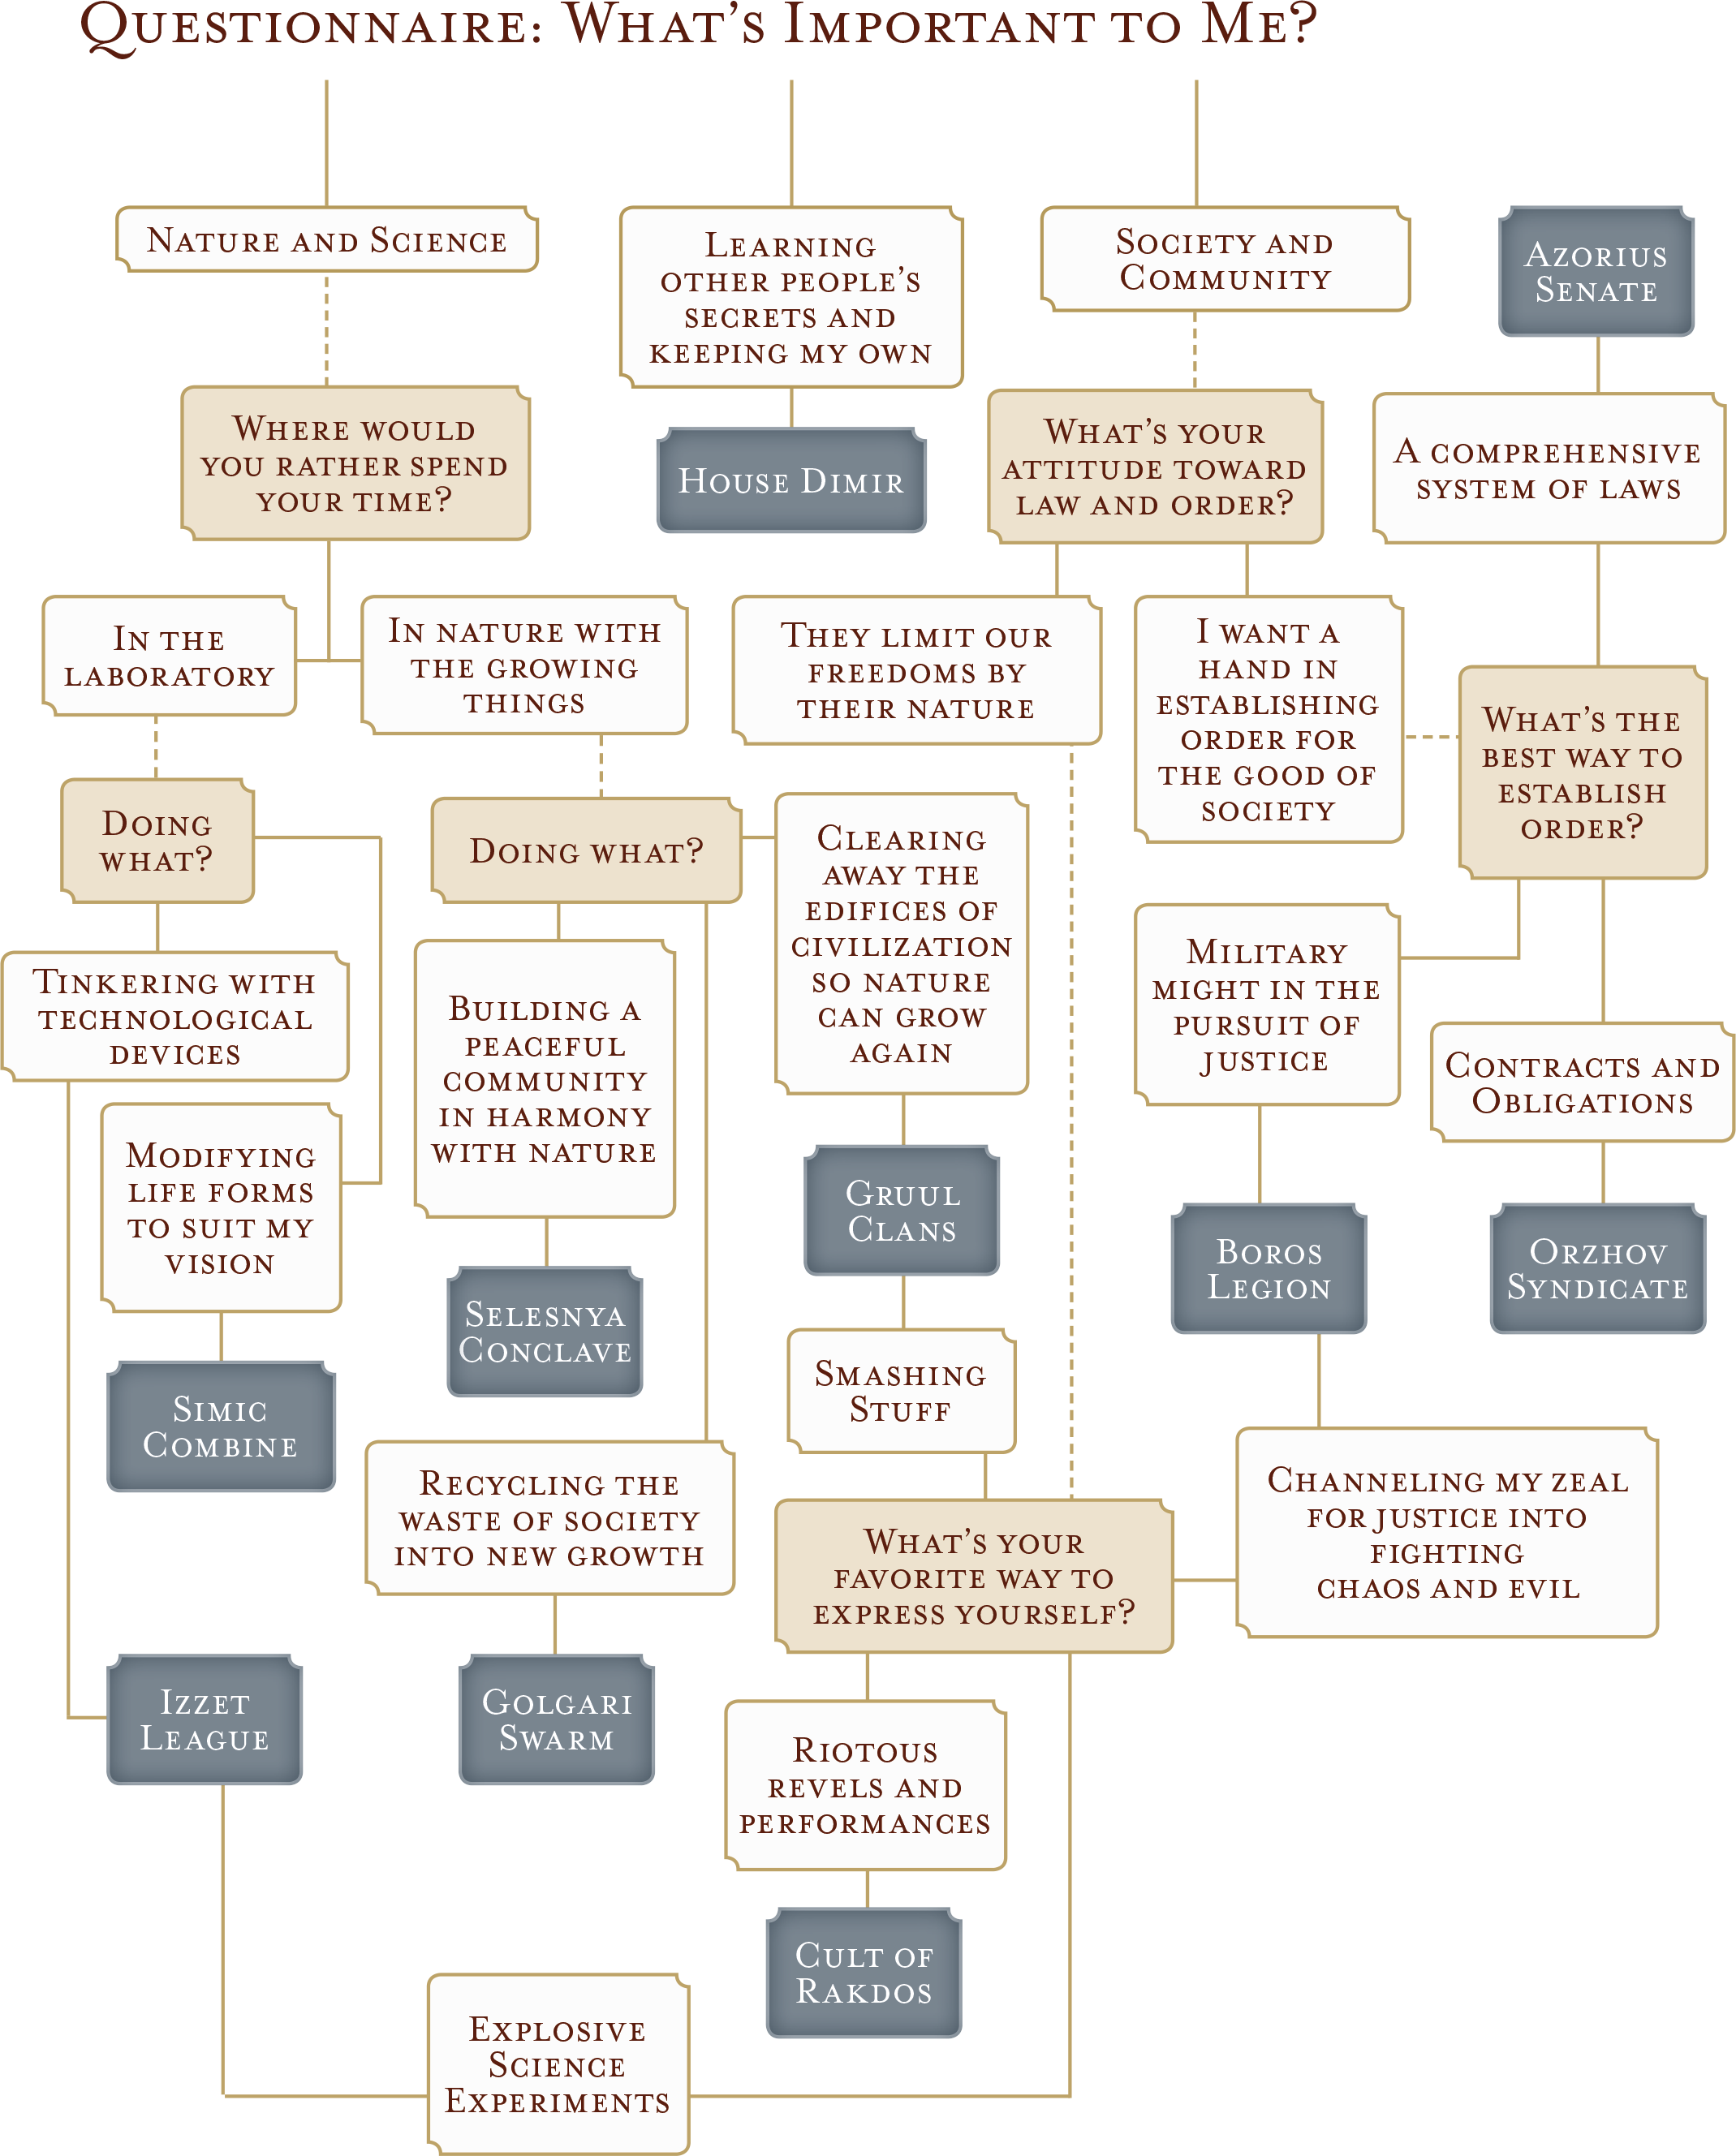 Questionnaire: What's Important to Me?
Nature and Science
Learning
other people's
secrets and
keeping my own
Society and
Community
Azorius
Senate
Where would
you rather spend
your time?
House Dimir
What's your
attitude toward
law and order?
A comprehensive
system of laws
In the
laboratory
In nature with
the growing
things
They limit our
freedoms by
their nature
I want a
hand in
establishing
order for
the good of
society
What's the
best way to
establish
order?
Doing
what?
Doing what?
Clearing
away the
edifices of
civilization
so nature
can grow
again
Military
might in the
pursuit of
justice
Tinkering with
technological
devices
Building a
peaceful
community
in harmony
with nature
Contracts and
Obligations
Modifying
life forms
to suit my
vision
Gruul
Clans
Boros
Legion
Orzhov
Syndicate
Selesnya
Conclave
Simic
Combine
Smashing
Stuff
Recycling the
waste of society
into new growth
What's your
favorite way to
express yourself?
Channeling my zeal
for justice into
fighting
chaos and evil
Izzet
League
Golgari
Swarm
Riotous
revels and
performances
Cult of
Rakdos
Explosive
Science
Experiments